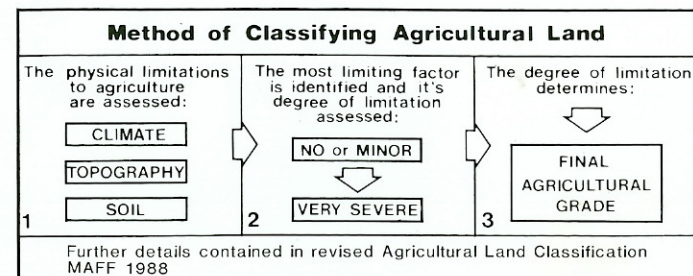 Method of Classifying Agricultural Land
The physical limitations
to agriculture
are assessed:
CLIMATE
TOPOGRAPHY
SOIL
1
The most limiting factor
is identified and it's
degree of limitation
assessed:
NO or MINOR
VERY SEVERE
2
The degree of limitation
determines:
FINAL
AGRICULTURAL
GRADE
3
Further details contained in revised Agricultural Land Classification
MAFF 1988